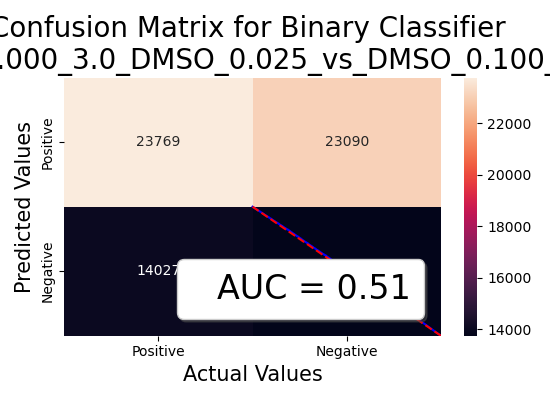 Confusion Matrix for Binary Classifier
.000_3.0_DMSO_0.025_vs_DMSO_0.100_
Predicted Values
Positive
Negative
23769
23090
14027
AUC = 0.51
Positive
Negative
Actual Values
22000
20000
18000
16000
14000